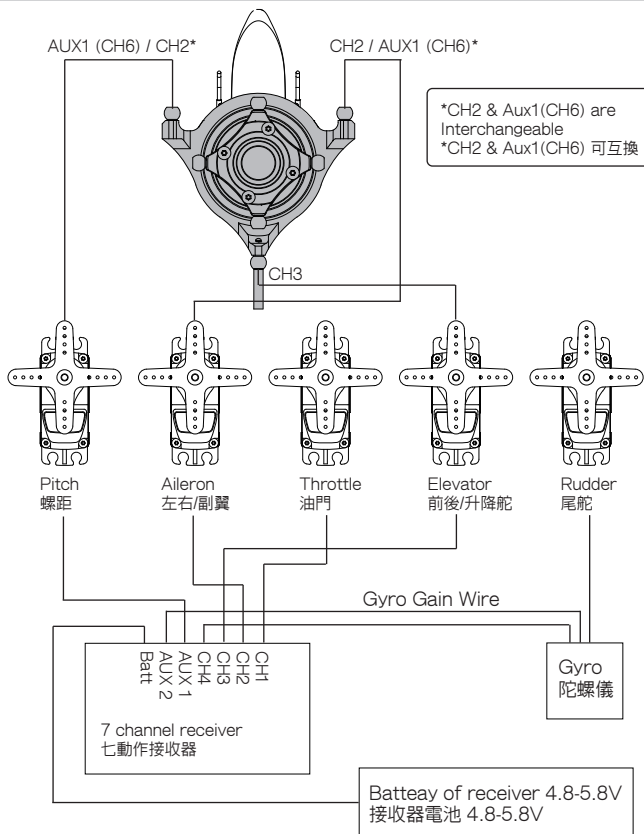 AUX1 (CH6) / CH2*
CH2 / AUX1 (CH6)*
*CH2 & Aux1(CH6) are
Interchangeable
*CH2 & Aux1(CH6) 可互換
CH3
Pitch
螺距
Aileron
左右/副翼
Throttle
油門
Elevator
前後/升降舵
Rudder
尾舵
Gyro Gain Wire
Batt
AUX 2
AUX 1
CH4
CH3
CH2
CH1
7 channel receiver
七動作接收器
Gyro
陀螺儀
Batteay of receiver 4.8-5.8V
接收器電池 4.8-5.8V